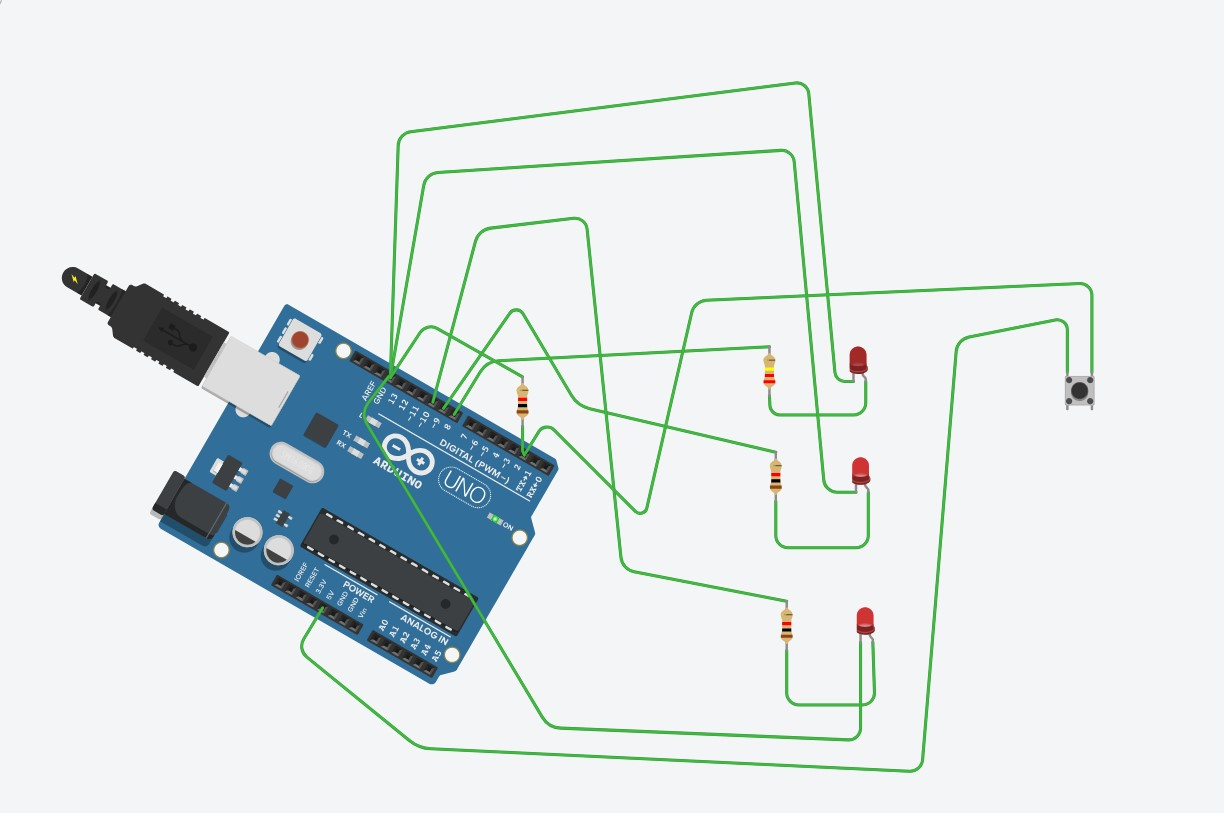 AREF
GND
13
12
~11
~10
~9
8
7
~6
~5
4
~3
2
TX→1
RX←0
DIGITAL (PWM~)
TX
RX
ARDUINO
UNO
ON
IOREF
RESET
3.3V
5V
GND
GND
Vin
POWER
ANALOG IN
A0
A1
A2
A3
A4
A5